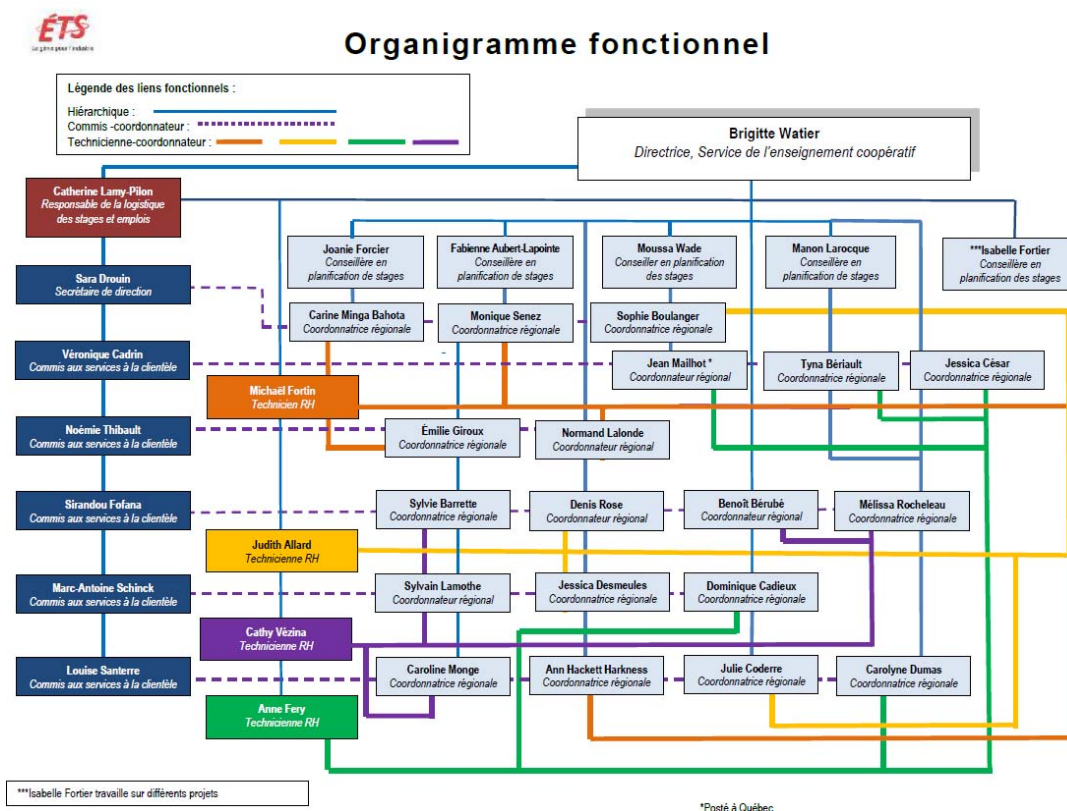 ÉTS
Le génie pour l'industrie
Organigramme fonctionnel
Légende des liens fonctionnels :
Hiérarchique :
Commis -coordonnateur :
Technicienne-coordonnateur :
Brigitte Watier
Directrice, Service de l'enseignement coopératif
Catherine Lamy-Pilon
Responsable de la logistique
des stages et emplois
Joanie Forcier
Conseillère en
planification de stages
Fabienne Aubert-Lapointe
Conseillère en
planification de stages
Moussa Wade
Conseiller en planification
des stages
Manon Larocque
Conseillère en
planification de stages
***Isabelle Fortier
Conseillère en
planification des stages
Sara Drouin
Secrétaire de direction
Carine Minga Bahota
Coordonnatrice régionale
Monique Senez
Coordonnatrice régionale
Sophie Boulanger
Coordonnatrice régionale
Véronique Cadrin
Commis aux services à la clientèle
Jean Mailhot *
Coordonnateur régional
Tyna Bériault
Coordonnatrice régionale
Jessica César
Coordonnatrice régionale
Michaël Fortin
Technicien RH
Noémie Thibault
Commis aux services à la clientèle
Émilie Giroux
Coordonnatrice régionale
Normand Lalonde
Coordonnateur régional
Sirandou Fofana
Commis aux services à la clientèle
Sylvie Barrette
Coordonnatrice régionale
Denis Rose
Coordonnateur régional
Benoît Bérubé
Coordonnateur régional
Mélissa Rocheleau
Coordonnatrice régionale
Judith Allard
Technicienne RH
Marc-Antoine Schinck
Commis aux services à la clientèle
Sylvain Lamothe
Coordonnateur régional
Jessica Desmeules
Coordonnatrice régionale
Dominique Cadieux
Coordonnatrice régionale
Cathy Vézina
Technicienne RH
Louise Santerre
Commis aux services à la clientèle
Caroline Monge
Coordonnatrice régionale
Ann Hackett Harkness
Coordonnatrice régionale
Julie Coderre
Coordonnatrice régionale
Carolyne Dumas
Coordonnatrice régionale
Anne Fery
Technicienne RH
***Isabelle Fortier travaille sur différents projets
*Posté à Québec